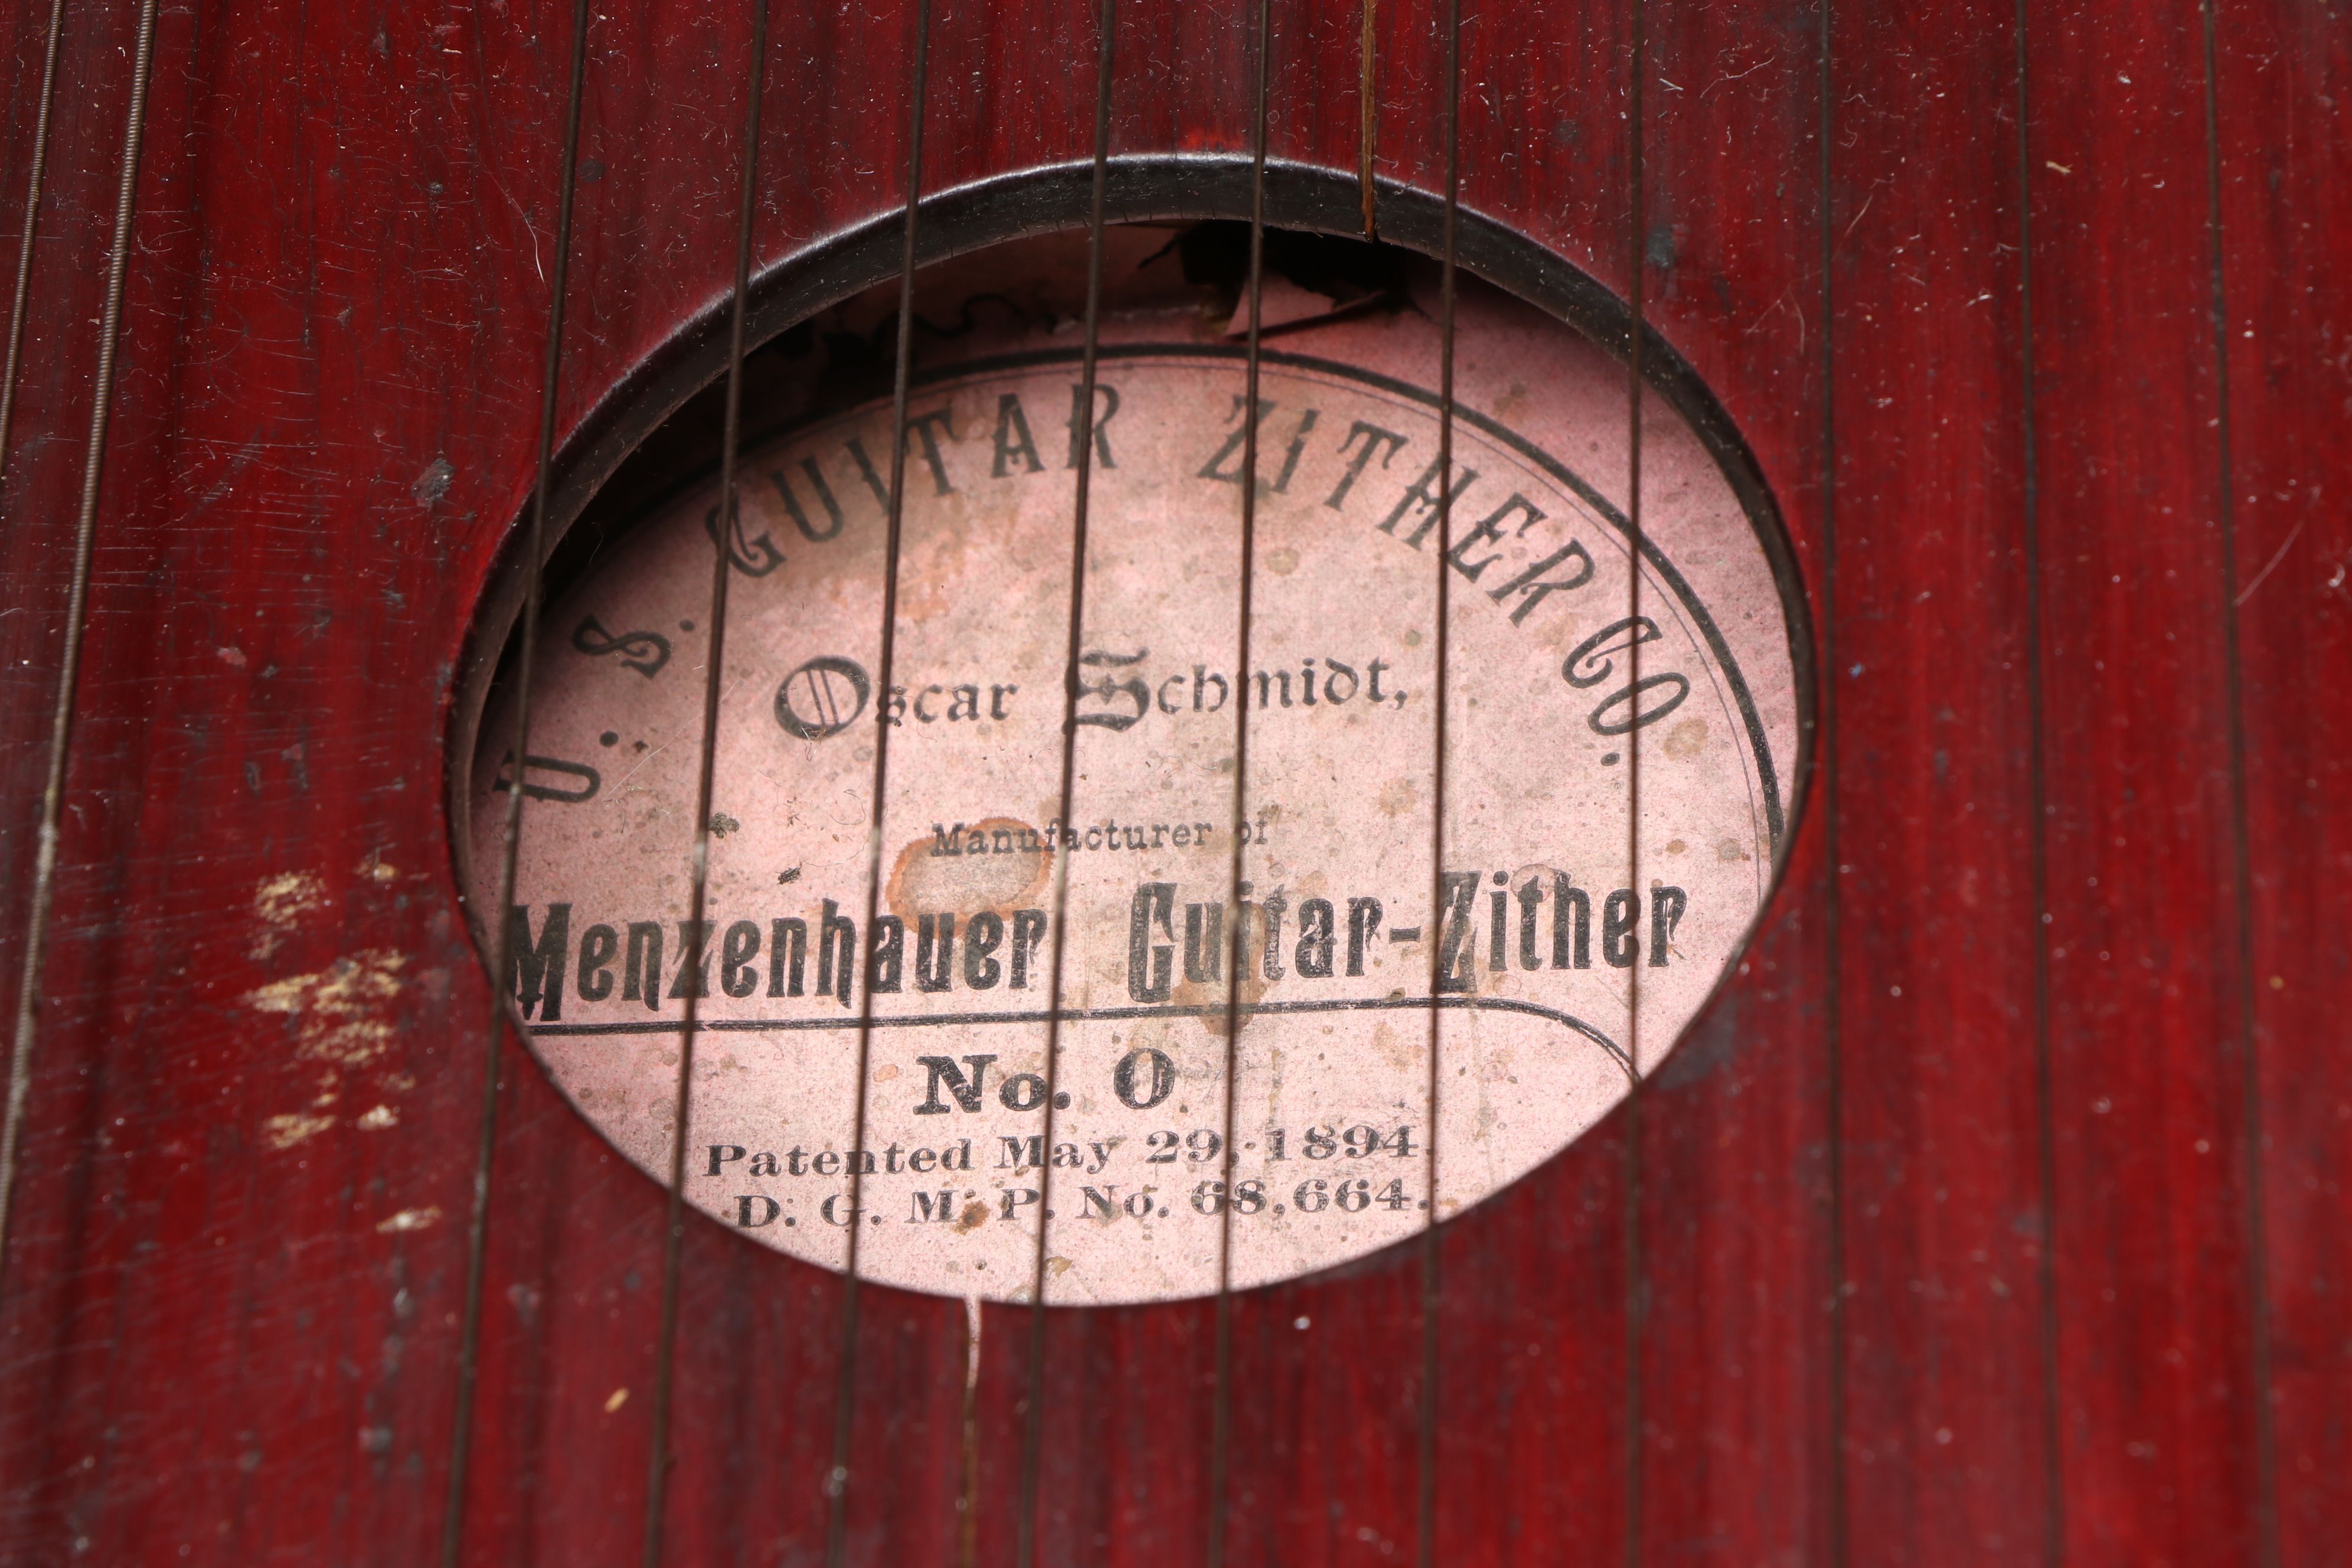 U. S. GUITAR ZITHER CO.
Oscar Schmidt,
Manufacturer of
Menzenhauer Guitar-Zither
No. 0
Patented May 29, 1894.
D. G. M. P. No. 68,664.